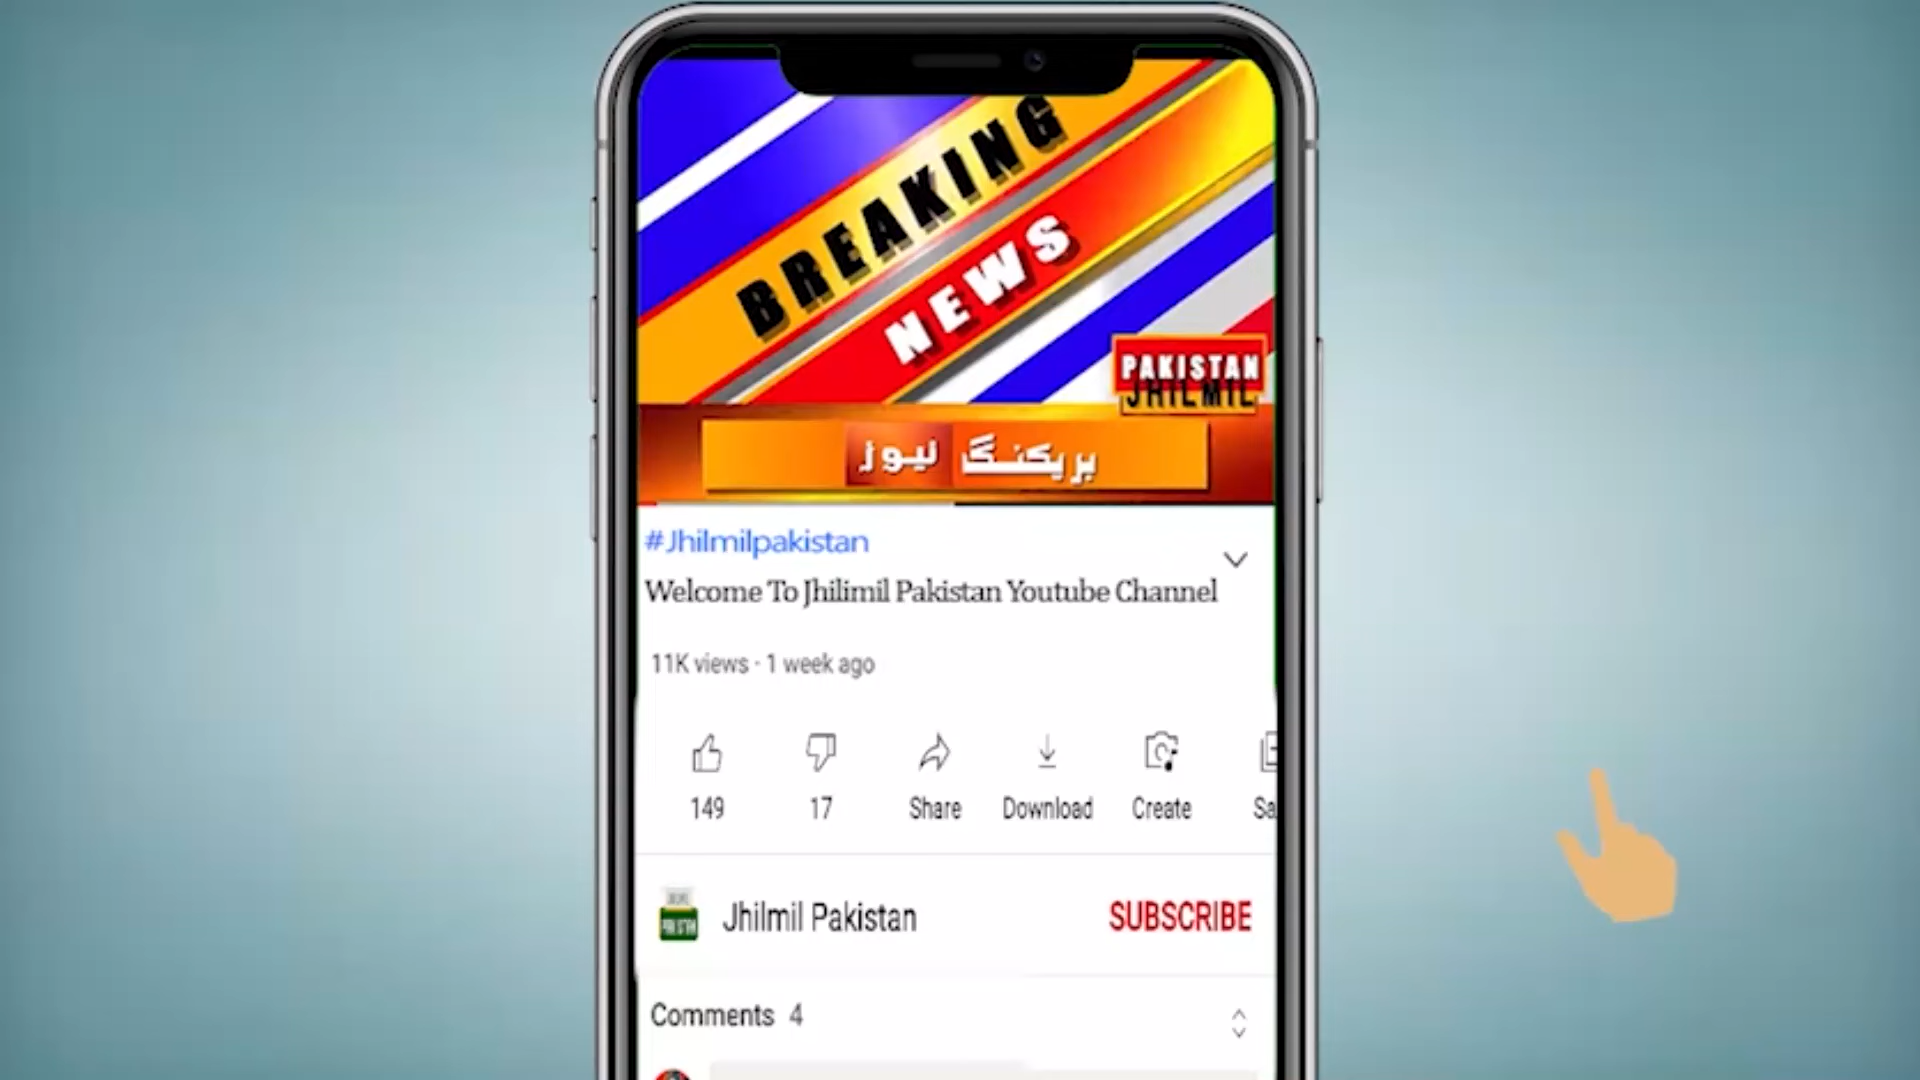 BREAKING
NEWS
PAKISTAN
JHILMIL
بریکنگ نیوز
#Jhilmilpakistan
Welcome To Jhilimil Pakistan Youtube Channel
11K views · 1 week ago
149 17 Share Download Create Sa
Jhilmil Pakistan SUBSCRIBE
Comments 4